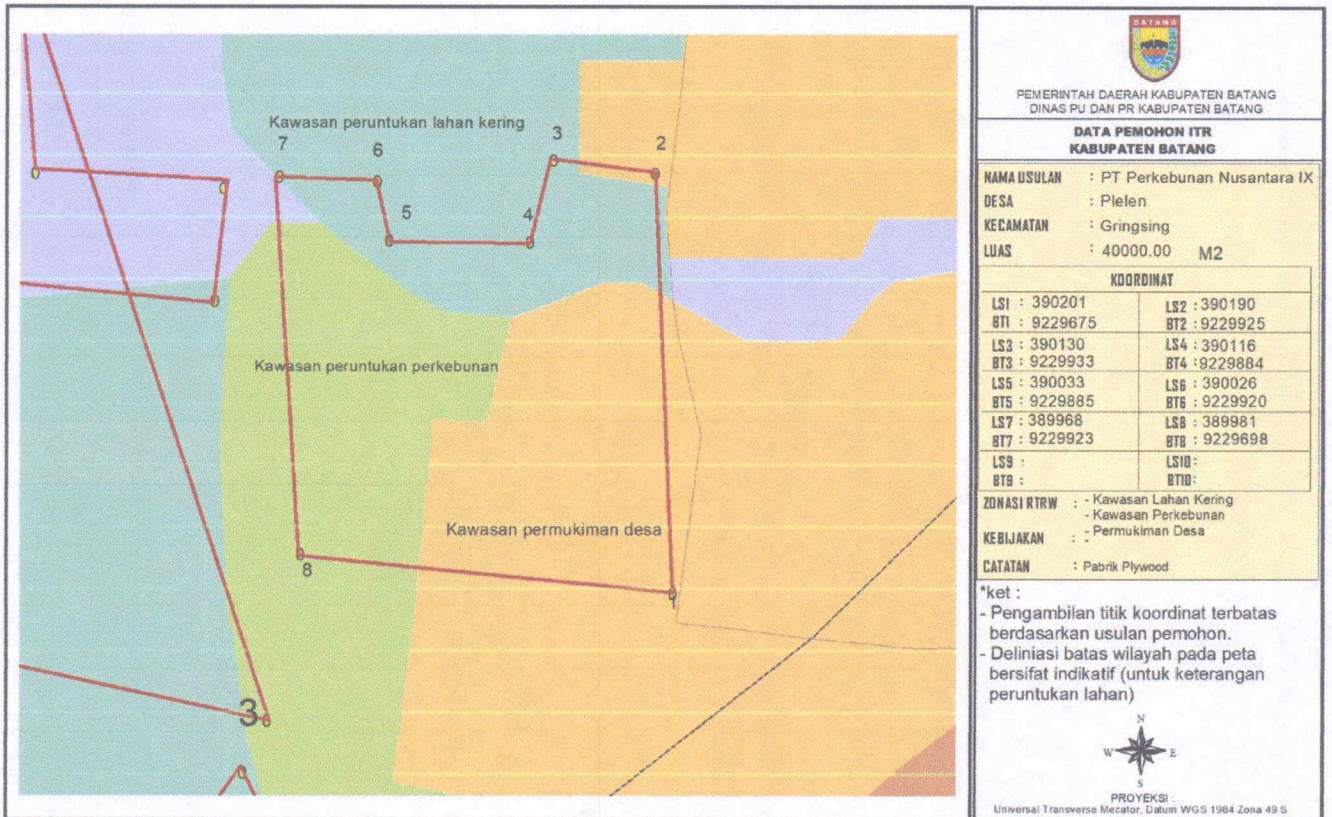 Kawasan peruntukan lahan kering
7
6
3
2
5
4
Kawasan peruntukan perkebunan
Kawasan permukiman desa
8
1
3
BATANG
PEMERINTAH DAERAH KABUPATEN BATANG
DINAS PU DAN PR KABUPATEN BATANG
DATA PEMOHON ITR
KABUPATEN BATANG
NAMA USULAN : PT Perkebunan Nusantara IX
DESA : Plelen
KECAMATAN : Gringsing
LUAS : 40000.00 M2
KOORDINAT
LS1 : 390201 LS2 : 390190
BT1 : 9229675 BT2 : 9229925
LS3 : 390130 LS4 : 390116
BT3 : 9229933 BT4 : 9229884
LS5 : 390033 LS6 : 390026
BT5 : 9229885 BT6 : 9229920
LS7 : 389968 LS8 : 389981
BT7 : 9229923 BT8 : 9229698
LS9 : LS10:
BT9 : BT10:
ZONASI RTRW : - Kawasan Lahan Kering
- Kawasan Perkebunan
- Permukiman Desa
KEBIJAKAN : -
CATATAN : Pabrik Plywood
*ket :
- Pengambilan titik koordinat terbatas
berdasarkan usulan pemohon.
- Deliniasi batas wilayah pada peta
bersifat indikatif (untuk keterangan
peruntukan lahan)
N
W E
S
PROYEKSI :
Universal Transverse Mecator, Datum WGS 1984 Zona 49 S